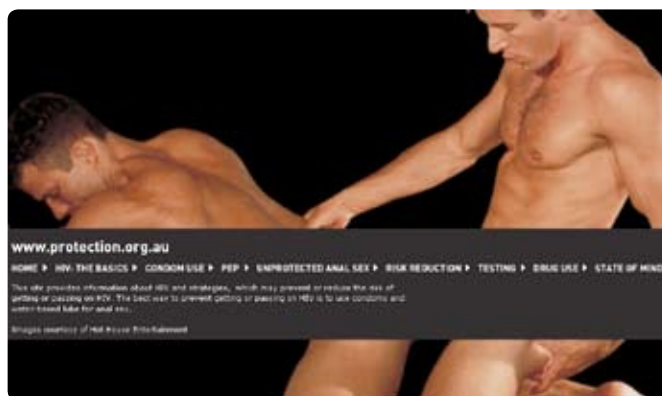 www.protection.org.au
HOME ▶ HIV: THE BASICS ▶ CONDOM USE ▶ PEP ▶ UNPROTECTED ANAL SEX ▶ RISK REDUCTION ▶ TESTING ▶ DRUG USE ▶ STATE OF MIND
This site provides information about HIV and strategies, which may prevent or reduce the risk of
getting or passing on HIV. The best way to prevent getting or passing on HIV is to use condoms and
water-based lube for anal sex.
Images courtesy of Hot House Entertainment